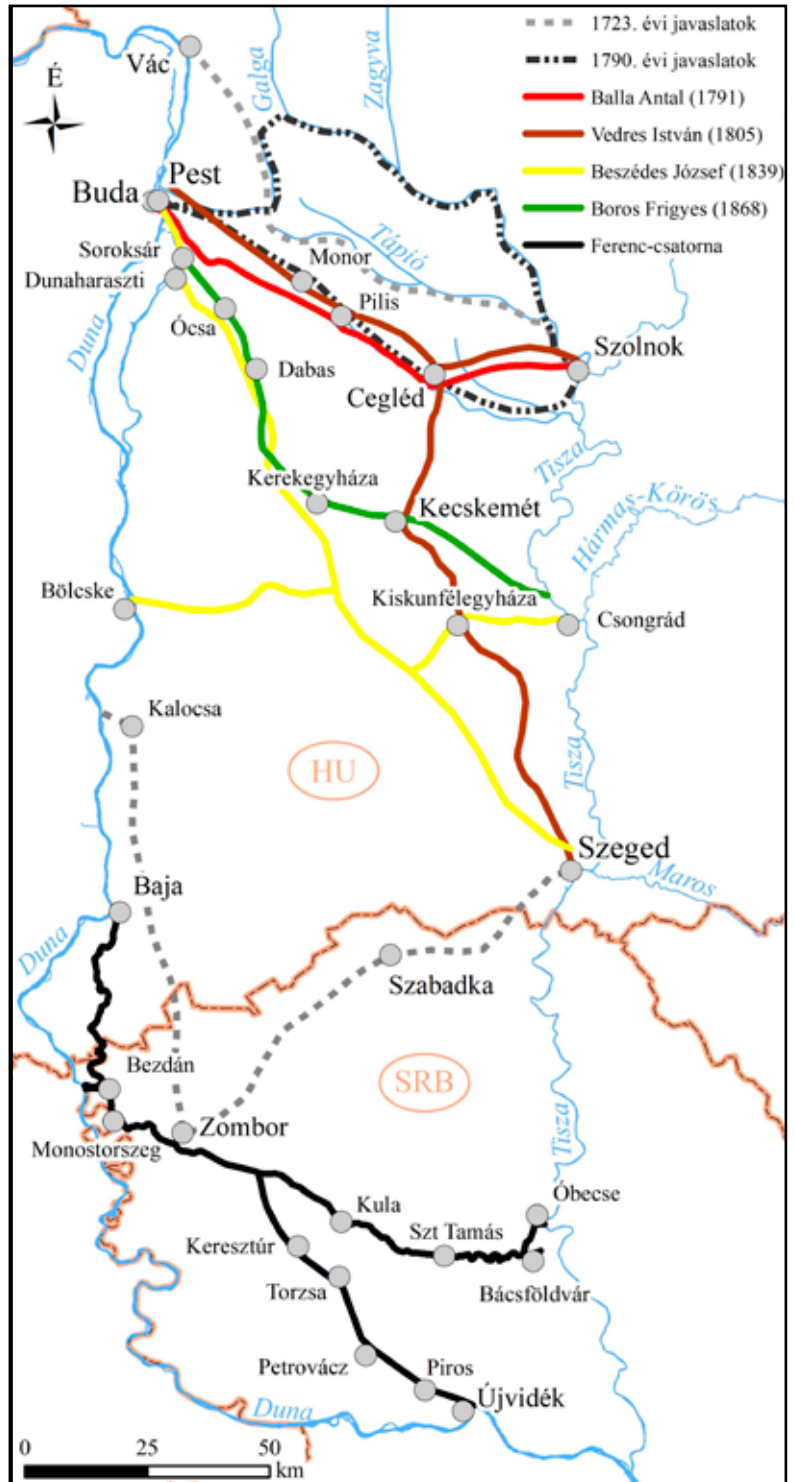 Vác
É
Galga
Zagyva
1723. évi javaslatok
1790. évi javaslatok
Balla Antal (1791)
Vedres István (1805)
Beszédes József (1839)
Boros Frigyes (1868)
Ferenc-csatorna
Pest
Buda
Tápió
Soroksár
Monor
Dunaharaszti
Pilis
Ócsa
Duna
Szolnok
Dabas
Cegléd
Tisza
Kerekegyháza
Hármas-Körös
Kecskemét
Bölcske
Kiskunfélegyháza
Csongrád
Kalocsa
Tisza
HU
Szeged
Maros
Baja
Duna
Szabadka
Bezdán
SRB
Zombor
Tisza
Monostorszeg
Óbecse
Kula
Szt Tamás
Keresztúr
Bácsföldvár
Torzsa
Petrovácz
Piros
Újvidék
Duna
0 25 50
km